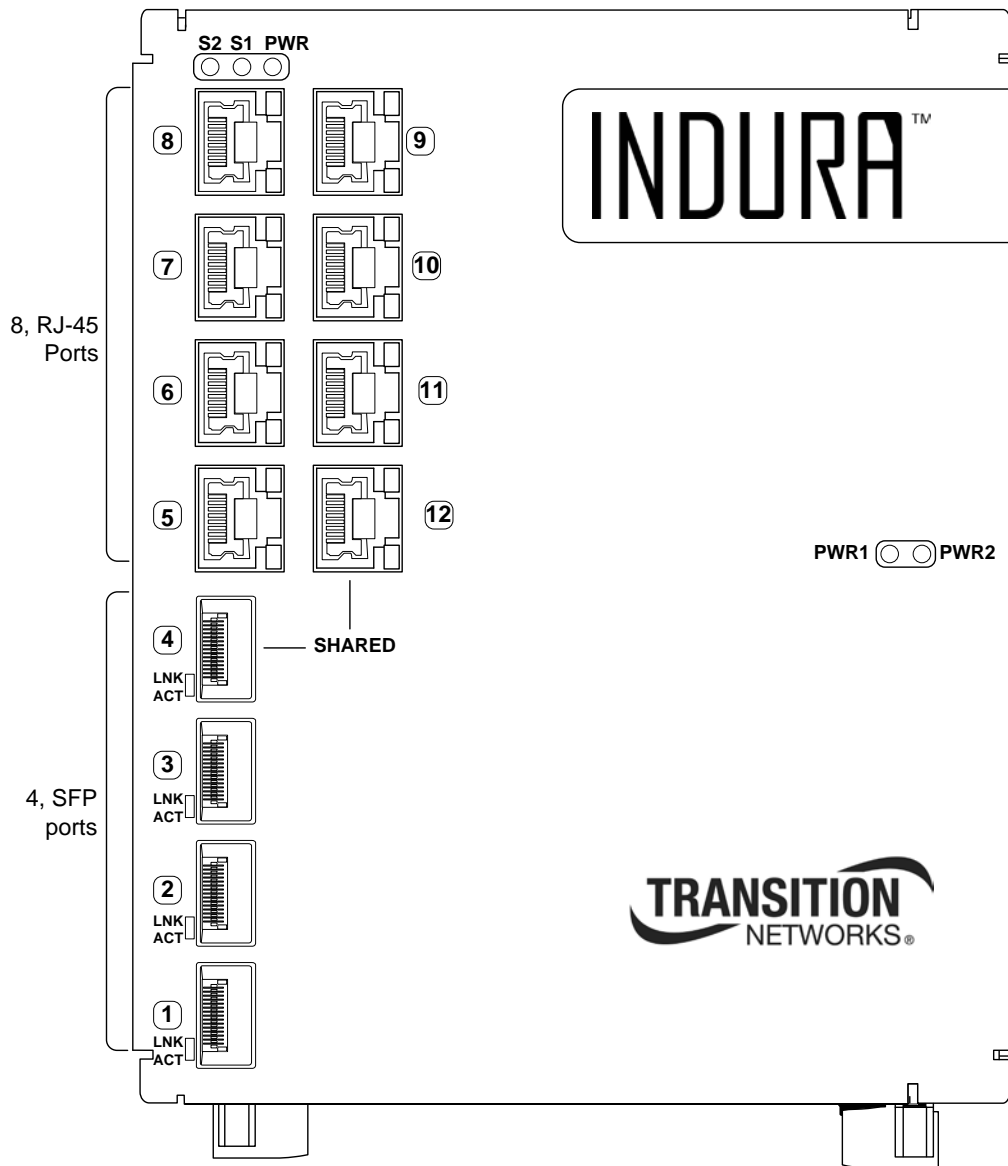 S2 S1 PWR
8
9
INDURA™
7
10
8, RJ-45
Ports
6
11
5
12
PWR1
PWR2
4
SHARED
LNK
ACT
3
LNK
ACT
4, SFP
ports
2
LNK
ACT
TRANSITION
NETWORKS®
1
LNK
ACT